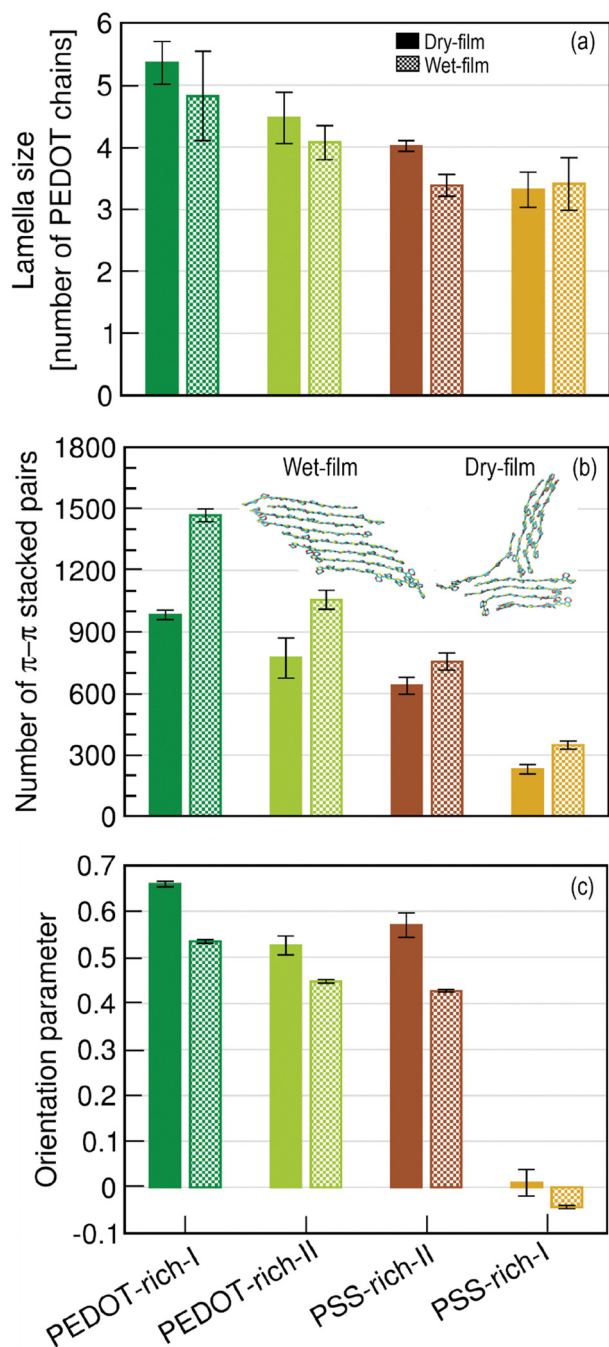 (a)
Dry-film
Wet-film
Lamella size
[number of PEDOT chains]
6
5
4
3
2
1
0
(b)
Wet-film
Dry-film
Number of π–π stacked pairs
1800
1500
1200
900
600
300
0
(c)
Orientation parameter
0.7
0.6
0.5
0.4
0.3
0.2
0.1
0
-0.1
PEDOT-rich-I
PEDOT-rich-II
PSS-rich-II
PSS-rich-I